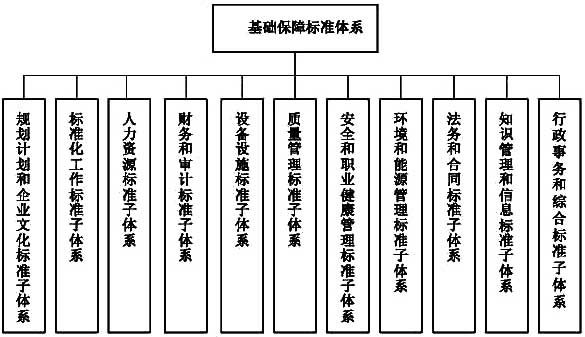 基础保障标准体系
规划计划和企业文化标准子体系
标准化工作标准子体系
人力资源标准子体系
财务和审计标准子体系
设备设施标准子体系
质量管理标准子体系
安全和职业健康管理标准子体系
环境和能源管理标准子体系
法务和合同标准子体系
知识管理和信息标准子体系
行政事务和综合标准子体系